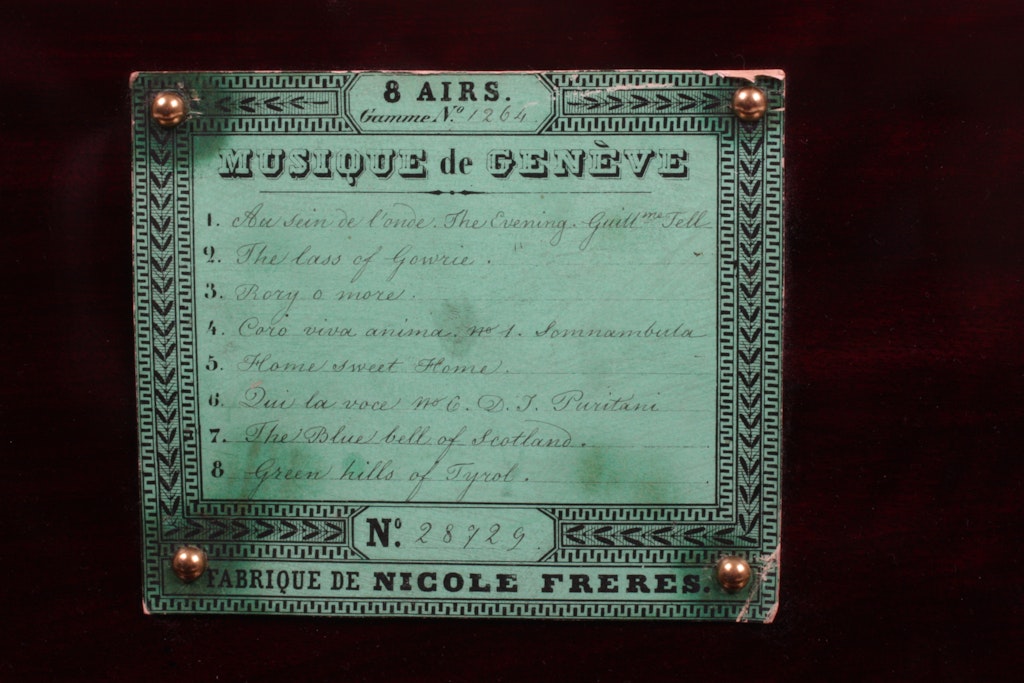 8 AIRS.
Gamme N.º 1264.
MUSIQUE de GENÈVE
1. Au sein de l'onde. The Evening. Guill.me Tell
2. The lass of Gowrie.
3. Rory o more.
4. Coro viva anima. no 1. Somnambula
5. Home sweet Home.
6. Qui la voce no 6. D. I. Puritani
7. The Blue bell of Scotland.
8 Green hills of Tyrol.
Nº. 28729.
FABRIQUE DE NICOLE FRERES.